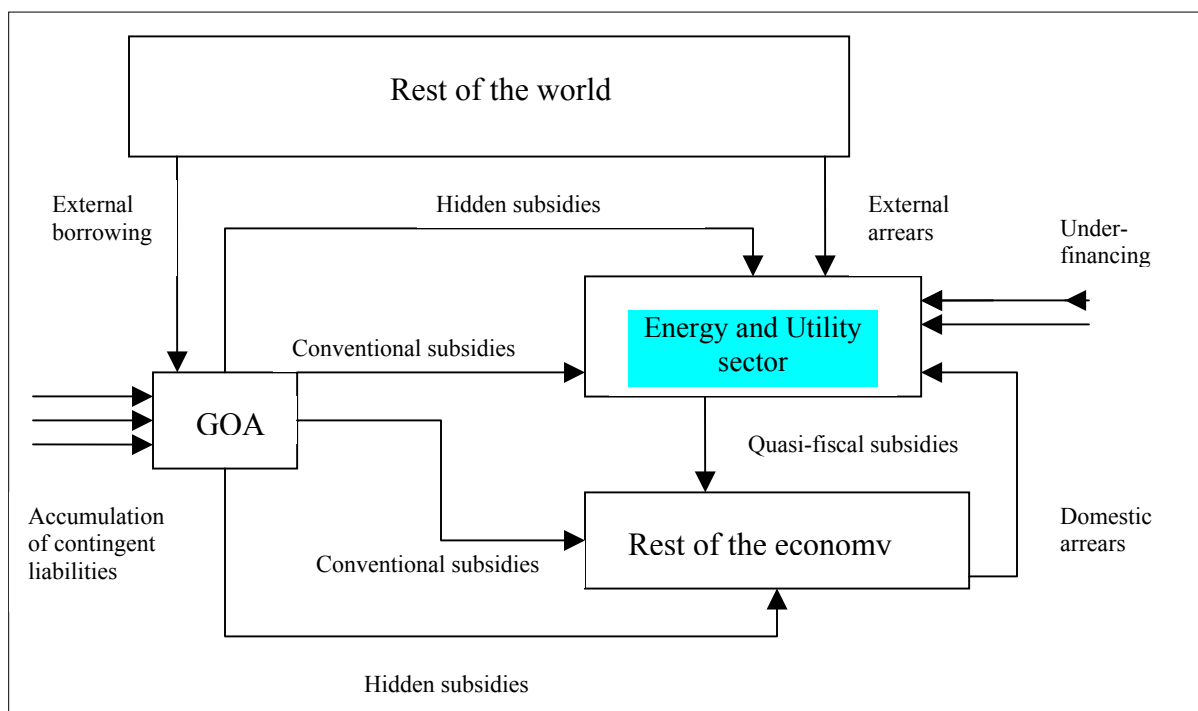 Rest of the world
External
borrowing
Hidden subsidies
External
arrears
Under-
financing
Energy and Utility
sector
Conventional subsidies
GOA
Quasi-fiscal subsidies
Accumulation
of contingent
liabilities
Conventional subsidies
Rest of the economv
Domestic
arrears
Hidden subsidies